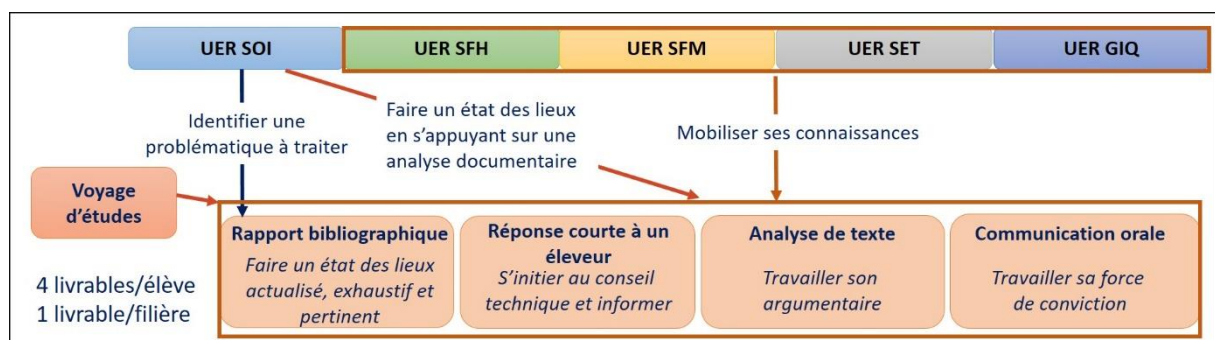 UER SOI
UER SFH
UER SFM
UER SET
UER GIQ
Identifier une
problématique à traiter
Faire un état des lieux
en s'appuyant sur une
analyse documentaire
Mobiliser ses connaissances
Voyage
d'études
4 livrables/élève
1 livrable/filière
Rapport bibliographique
Faire un état des lieux
actualisé, exhaustif et
pertinent
Réponse courte à un
éleveur
S'initier au conseil
technique et informer
Analyse de texte
Travailler son
argumentaire
Communication orale
Travailler sa force
de conviction